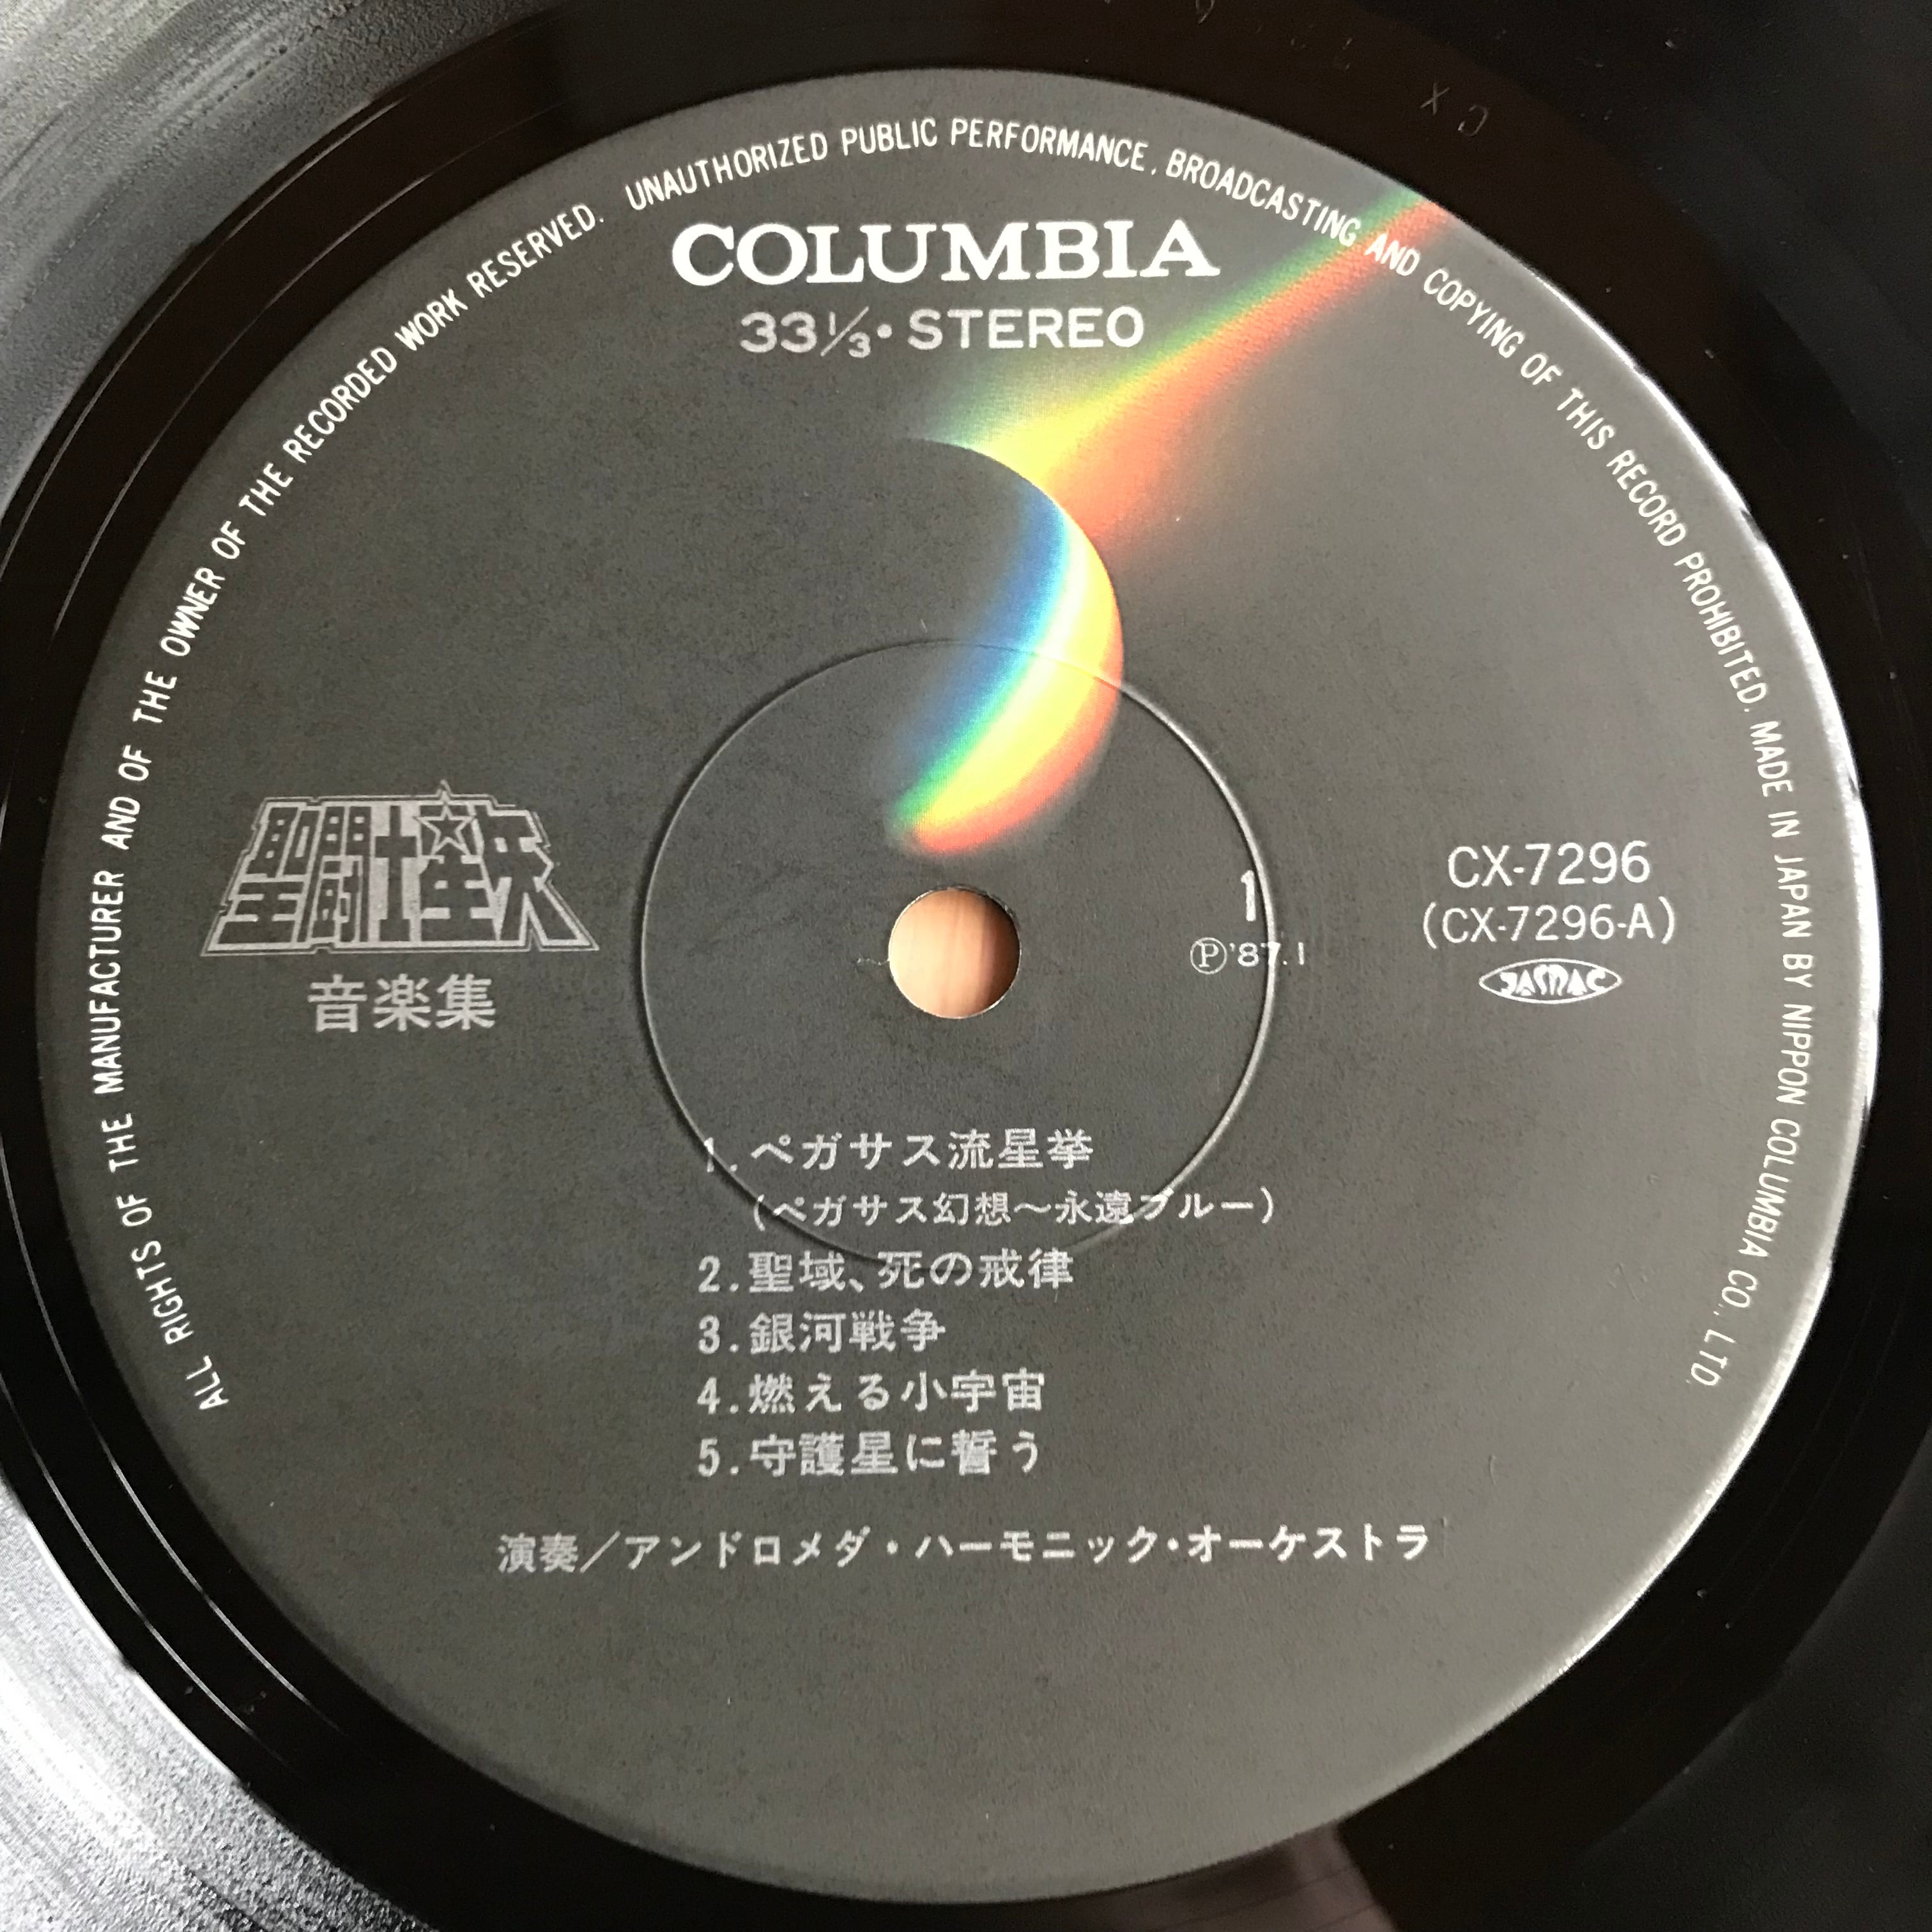 ALL RIGHTS OF THE MANUFACTURER AND OF THE OWNER OF THE RECORDED WORK RESERVED. UNAUTHORIZED PUBLIC PERFORMANCE, BROADCASTING AND COPYING OF THIS RECORD PROHIBITED. MADE IN JAPAN BY NIPPON COLUMBIA CO., LTD.
COLUMBIA
33⅓・STEREO
聖闘士星矢
音楽集
1
Ⓟ'87.1
CX-7296
(CX-7296-A)
JASRAC
1.ペガサス流星挙
(ペガサス幻想〜永遠ブルー)
2.聖域、死の戒律
3.銀河戦争
4.燃える小宇宙
5.守護星に誓う
演奏/アンドロメダ・ハーモニック・オーケストラ